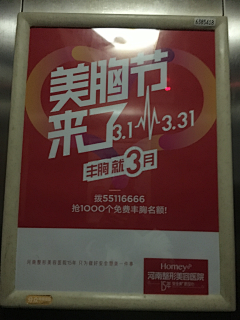 美胸节
来了
3.1 3.31
丰胸 就 3月
拨55116666
抢1000个免费丰胸名额!
Homey
河南整形美容医院